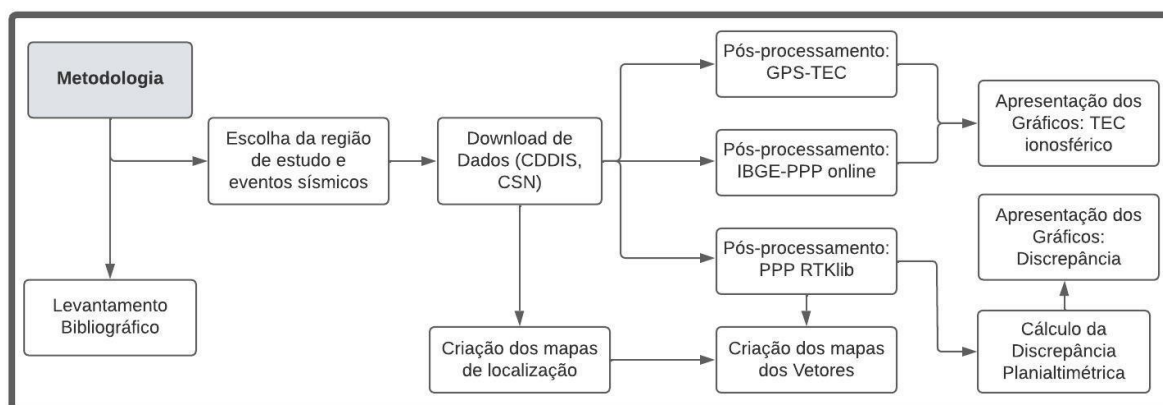 Metodologia
Levantamento
Bibliográfico
Escolha da região
de estudo e
eventos sísmicos
Download de
Dados (CDDIS,
CSN)
Criação dos mapas
de localização
Pós-processamento:
GPS-TEC
Pós-processamento:
IBGE-PPP online
Pós-processamento:
PPP RTKlib
Criação dos mapas
dos Vetores
Apresentação dos
Gráficos: TEC
ionosférico
Apresentação dos
Gráficos:
Discrepância
Cálculo da
Discrepância
Planialtimétrica